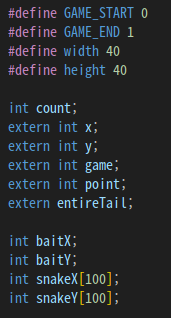 #define GAME_START 0
#define GAME_END 1
#define width 40
#define height 40
int count;
extern int x;
extern int y;
extern int game;
extern int point;
extern entireTail;
int baitX;
int baitY;
int snakeX[100];
int snakeY[100];